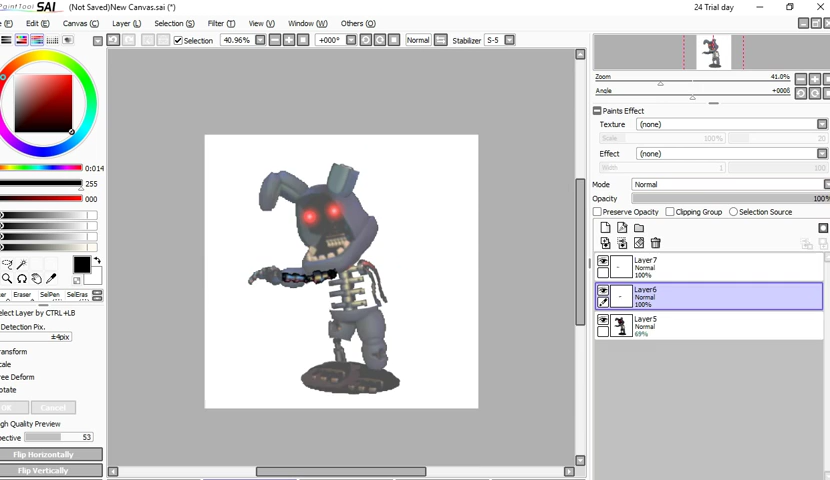 PaintTool SAI (Not Saved)New Canvas.sai (*) 24 Trial day
(F) Edit (E) Canvas (C) Layer (L) Selection (S) Filter (T) View (V) Window (W) Others (O)
Selection 40.96% +000° Normal Stabilizer S-5
Zoom 41.0%
Angle +000ß
Paints Effect
Texture (none)
Scale 100% 20
Effect (none)
Width 1 100
Mode Normal
Opacity 100%
Preserve Opacity Clipping Group Selection Source
Layer7
Normal
100%
Layer6
Normal
100%
Layer5
Normal
69%
0:014
255
000
er Eraser SelPen SelEras
elect Layer by CTRL+LB
Detection Pix.
±4pix
ransform
cale
ree Deform
otate
OK Cancel
igh Quality Preview
pective 53
Flip Horizontally
Flip Vertically